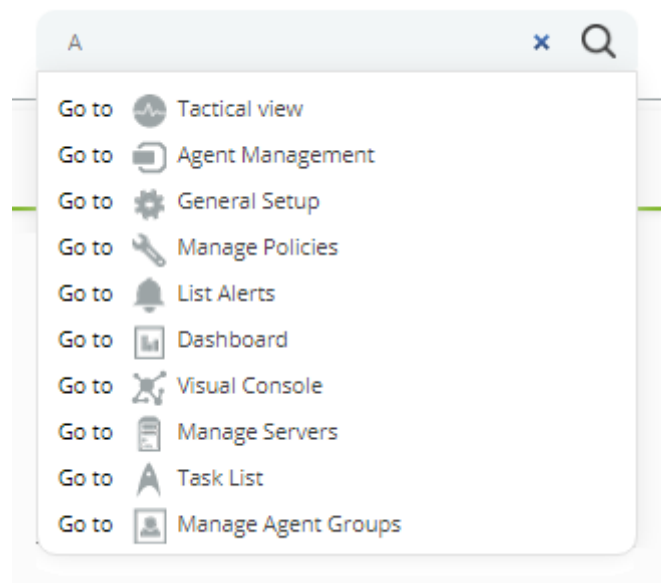 A
Go to Tactical view
Go to Agent Management
Go to General Setup
Go to Manage Policies
Go to List Alerts
Go to Dashboard
Go to Visual Console
Go to Manage Servers
Go to Task List
Go to Manage Agent Groups